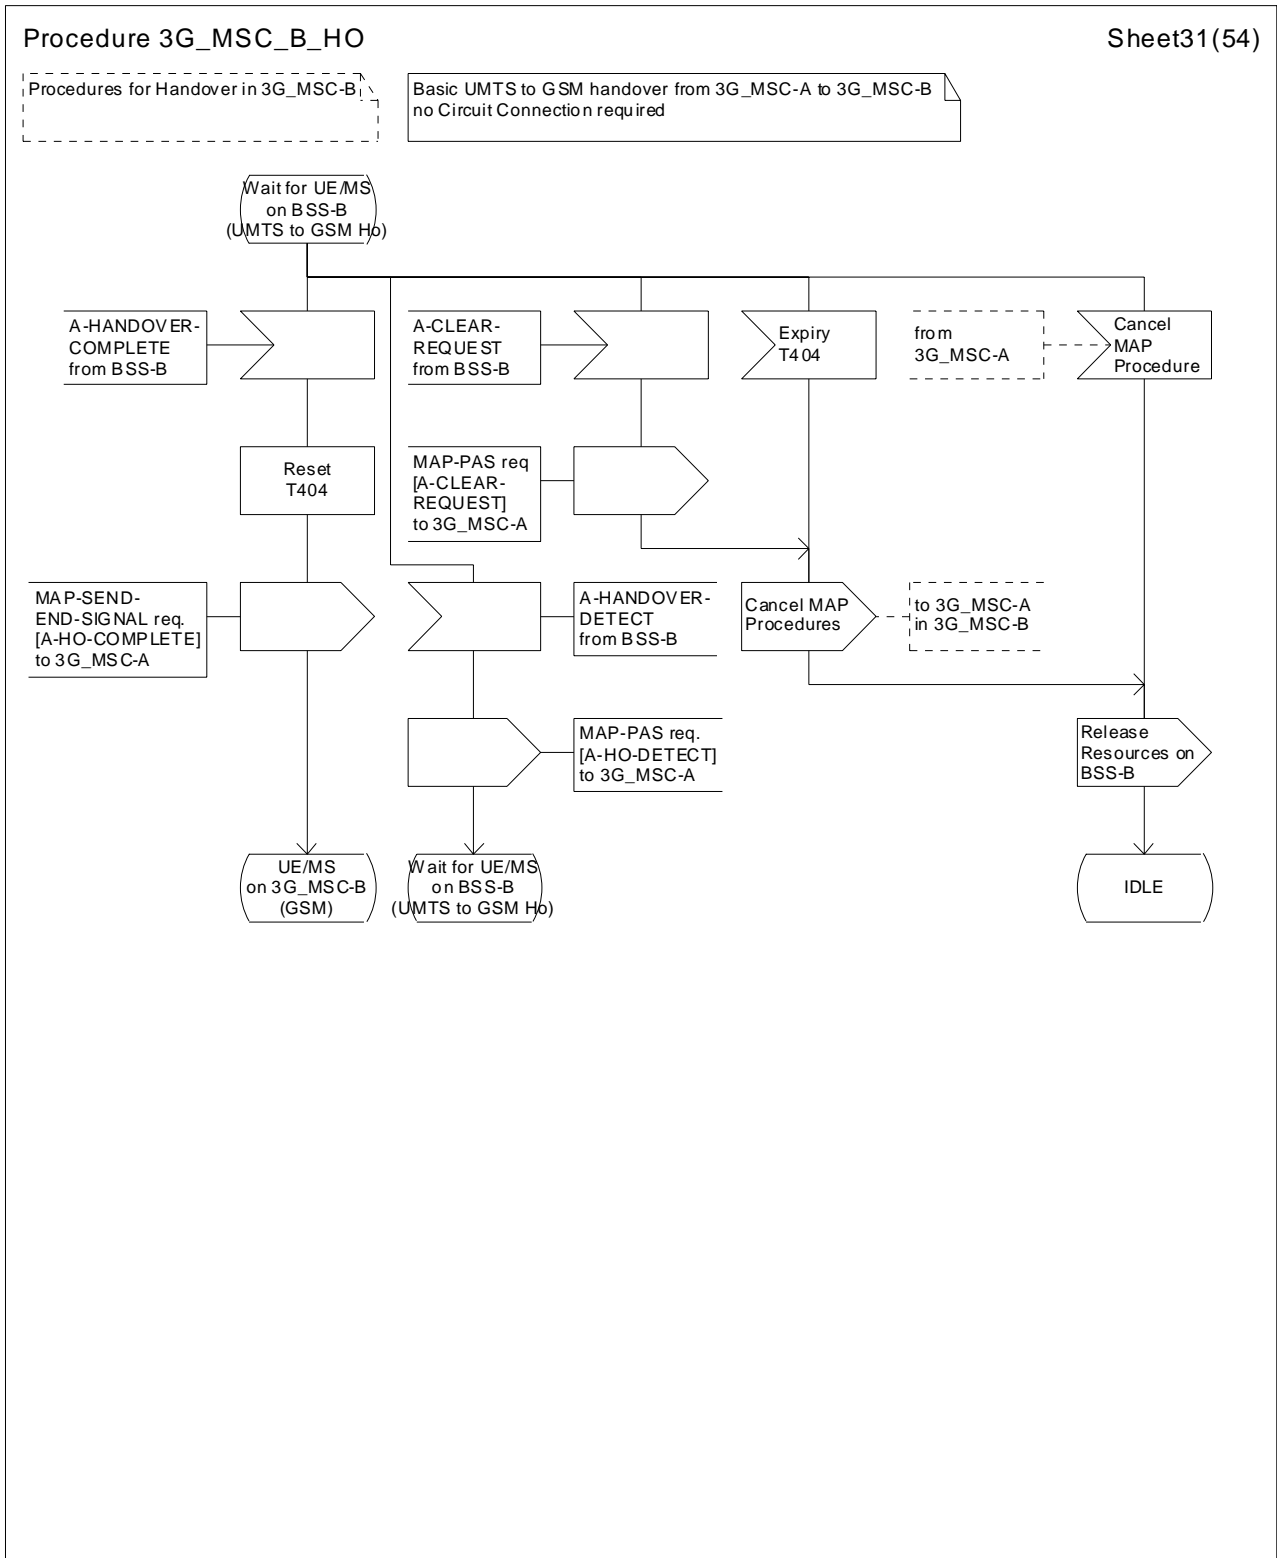 Procedure 3G_MSC_B_HO
Sheet31(54)
Procedures for Handover in 3G_MSC-B
Basic UMTS to GSM handover from 3G_MSC-A to 3G_MSC-B
no Circuit Connection required
Wait for UE/MS
on BSS-B
(UMTS to GSM Ho)
A-HANDOVER-
COMPLETE
from BSS-B
A-CLEAR-
REQUEST
from BSS-B
Expiry
T404
from
3G_MSC-A
Cancel
MAP
Procedure
Reset
T404
MAP-PAS req
[A-CLEAR-
REQUEST]
to 3G_MSC-A
MAP-SEND-
END-SIGNAL req.
[A-HO-COMPLETE]
to 3G_MSC-A
A-HANDOVER-
DETECT
from BSS-B
Cancel MAP
Procedures
to 3G_MSC-A
in 3G_MSC-B
MAP-PAS req.
[A-HO-DETECT]
to 3G_MSC-A
Release
Resources on
BSS-B
UE/MS
on 3G_MSC-B
(GSM)
Wait for UE/MS
on BSS-B
(UMTS to GSM Ho)
IDLE